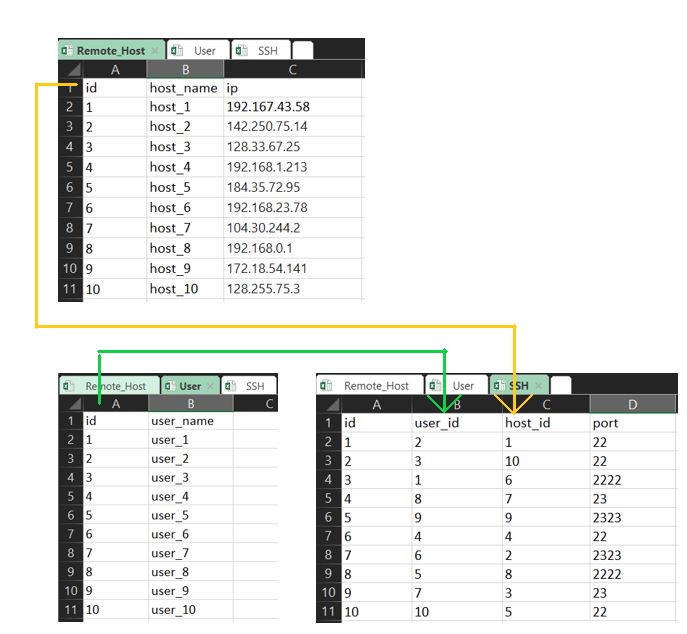 Remote_Host User SSH
A B C
1 id host_name ip
2 1 host_1 192.167.43.58
3 2 host_2 142.250.75.14
4 3 host_3 128.33.67.25
5 4 host_4 192.168.1.213
6 5 host_5 184.35.72.95
7 6 host_6 192.168.23.78
8 7 host_7 104.30.244.2
9 8 host_8 192.168.0.1
10 9 host_9 172.18.54.141
11 10 host_10 128.255.75.3
Remote_Host User SSH
A B C
1 id user_name
2 1 user_1
3 2 user_2
4 3 user_3
5 4 user_4
6 5 user_5
7 6 user_6
8 7 user_7
9 8 user_8
10 9 user_9
11 10 user_10
Remote_Host User SSH
A B C D
1 id user_id host_id port
2 1 2 1 22
3 2 3 10 22
4 3 1 6 2222
5 4 8 7 23
6 5 9 9 2323
7 6 4 4 22
8 7 6 2 2323
9 8 5 8 2222
10 9 7 3 23
11 10 10 5 22